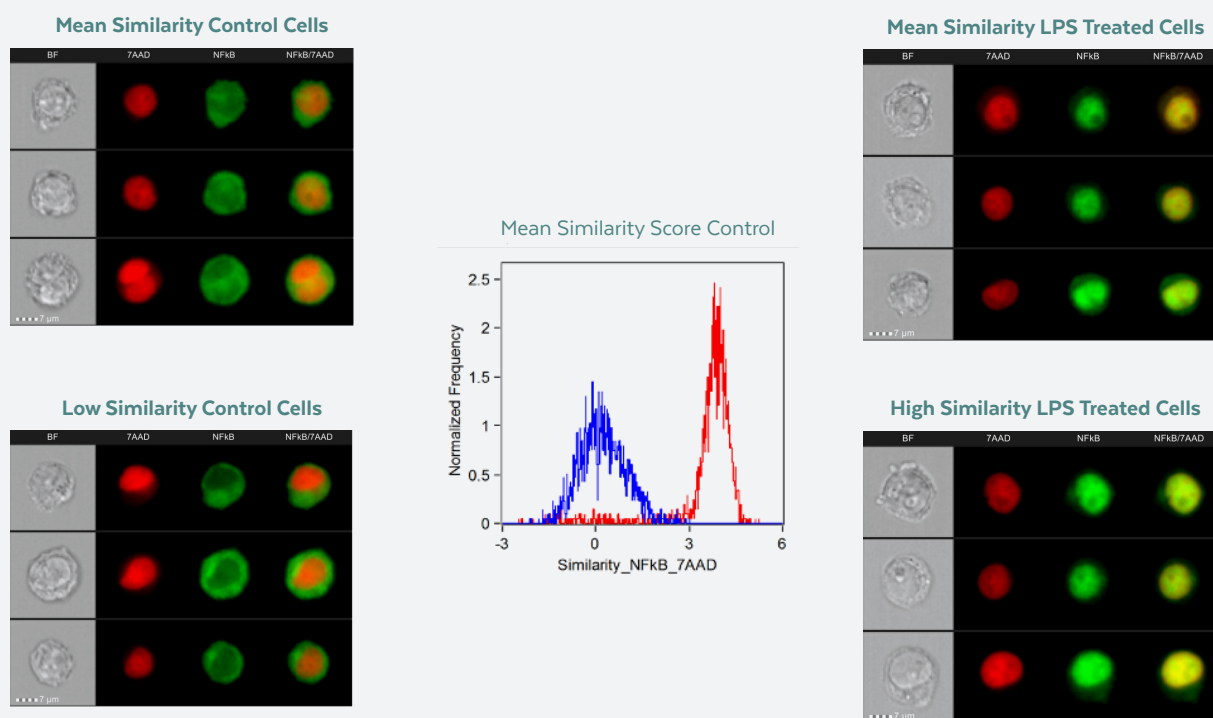 Mean Similarity Control Cells
BF 7AAD NFkB NFkB/7AAD
7 µm
Low Similarity Control Cells
BF 7AAD NFkB NFkB/7AAD
7 µm
Mean Similarity Score Control
Normalized Frequency
2.5
2
1.5
1
0.5
0
-3 0 3 6
Similarity_NFkB_7AAD
Mean Similarity LPS Treated Cells
BF 7AAD NFkB NFkB/7AAD
7 µm
High Similarity LPS Treated Cells
BF 7AAD NFkB NFkB/7AAD
7 µm